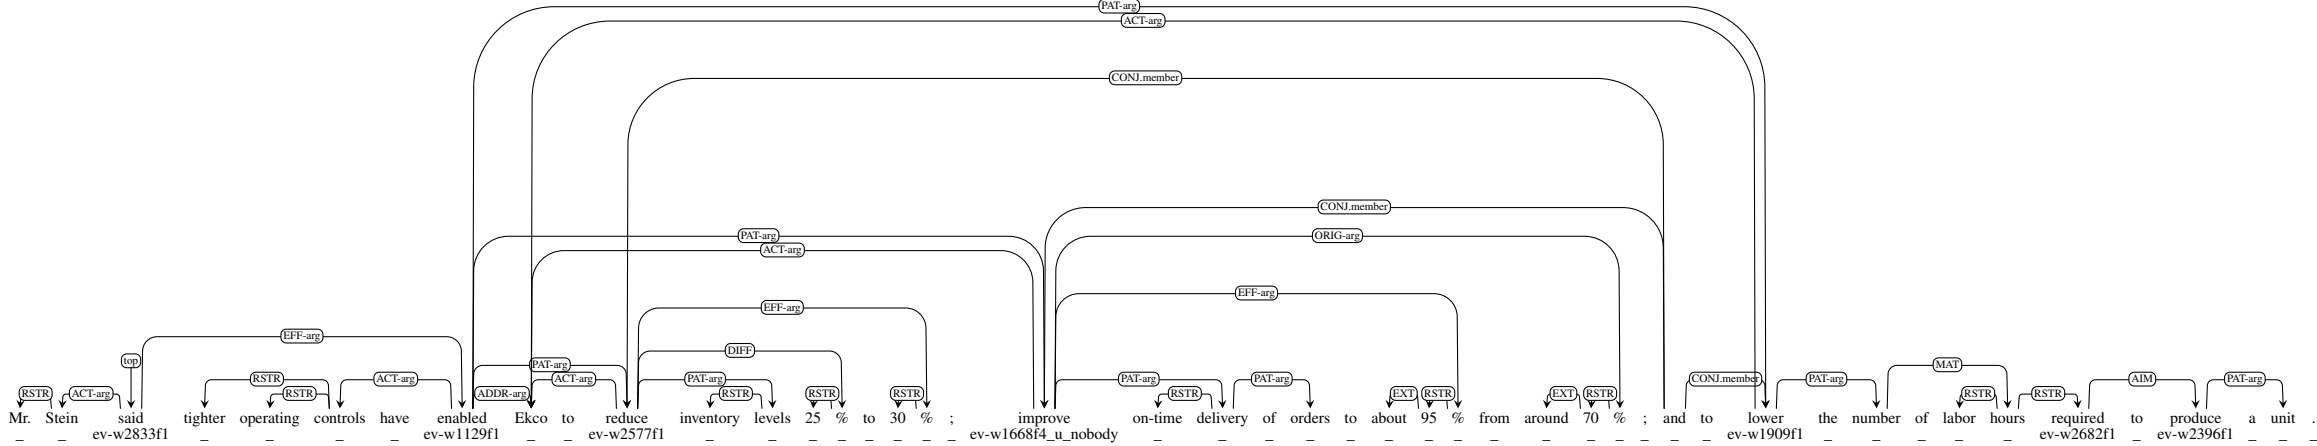 PAT-arg
ACT-arg
CONJ.member
CONJ.member
PAT-arg ORIG-arg
ACT-arg
EFF-arg
EFF-arg
EFF-arg
DIFF
top PAT-arg MAT
RSTR ACT-arg ACT-arg PAT-arg PAT-arg PAT-arg CONJ.member PAT-arg AIM PAT-arg
RSTR ACT-arg RSTR ADDR-arg RSTR RSTR RSTR RSTR EXT RSTR EXT RSTR RSTR RSTR
Mr. Stein said tighter operating controls have enabled Ekco to reduce inventory levels 25 % to 30 % ; improve on-time delivery of orders to about 95 % from around 70 % ; and to lower the number of labor hours required to produce a unit .
_ _ ev-w2833f1 _ _ _ _ ev-w1129f1 _ _ ev-w2577f1 _ _ _ _ _ _ _ _ ev-w1668f4_u_nobody _ _ _ _ _ _ _ _ _ _ _ _ _ _ _ ev-w1909f1 _ _ _ _ _ ev-w2682f1 _ ev-w2396f1 _ _ _